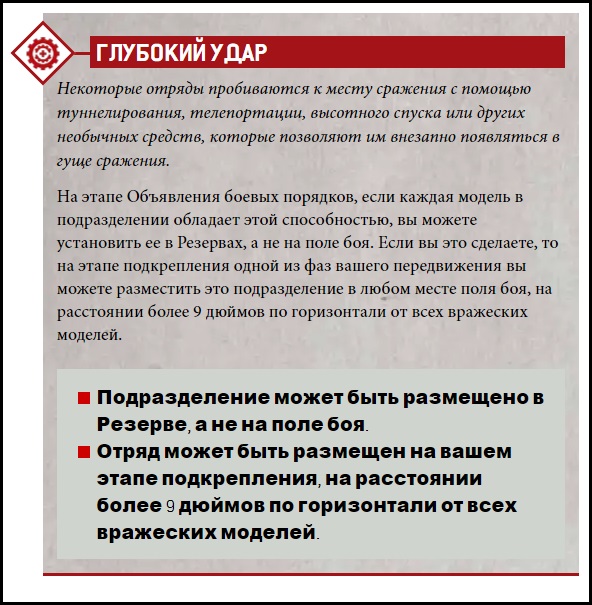 ГЛУБОКИЙ УДАР
Некоторые отряды пробиваются к месту сражения с помощью
туннелирования, телепортации, высотного спуска или других
необычных средств, которые позволяют им внезапно появляться в
гуще сражения.
На этапе Объявления боевых порядков, если каждая модель в
подразделении обладает этой способностью, вы можете
установить ее в Резервах, а не на поле боя. Если вы это сделаете, то
на этапе подкрепления одной из фаз вашего передвижения вы
можете разместить это подразделение в любом месте поля боя, на
расстоянии более 9 дюймов по горизонтали от всех вражеских
моделей.
■ Подразделение может быть размещено в
Резерве, а не на поле боя.
■ Отряд может быть размещен на вашем
этапе подкрепления, на расстоянии
более 9 дюймов по горизонтали от всех
вражеских моделей.